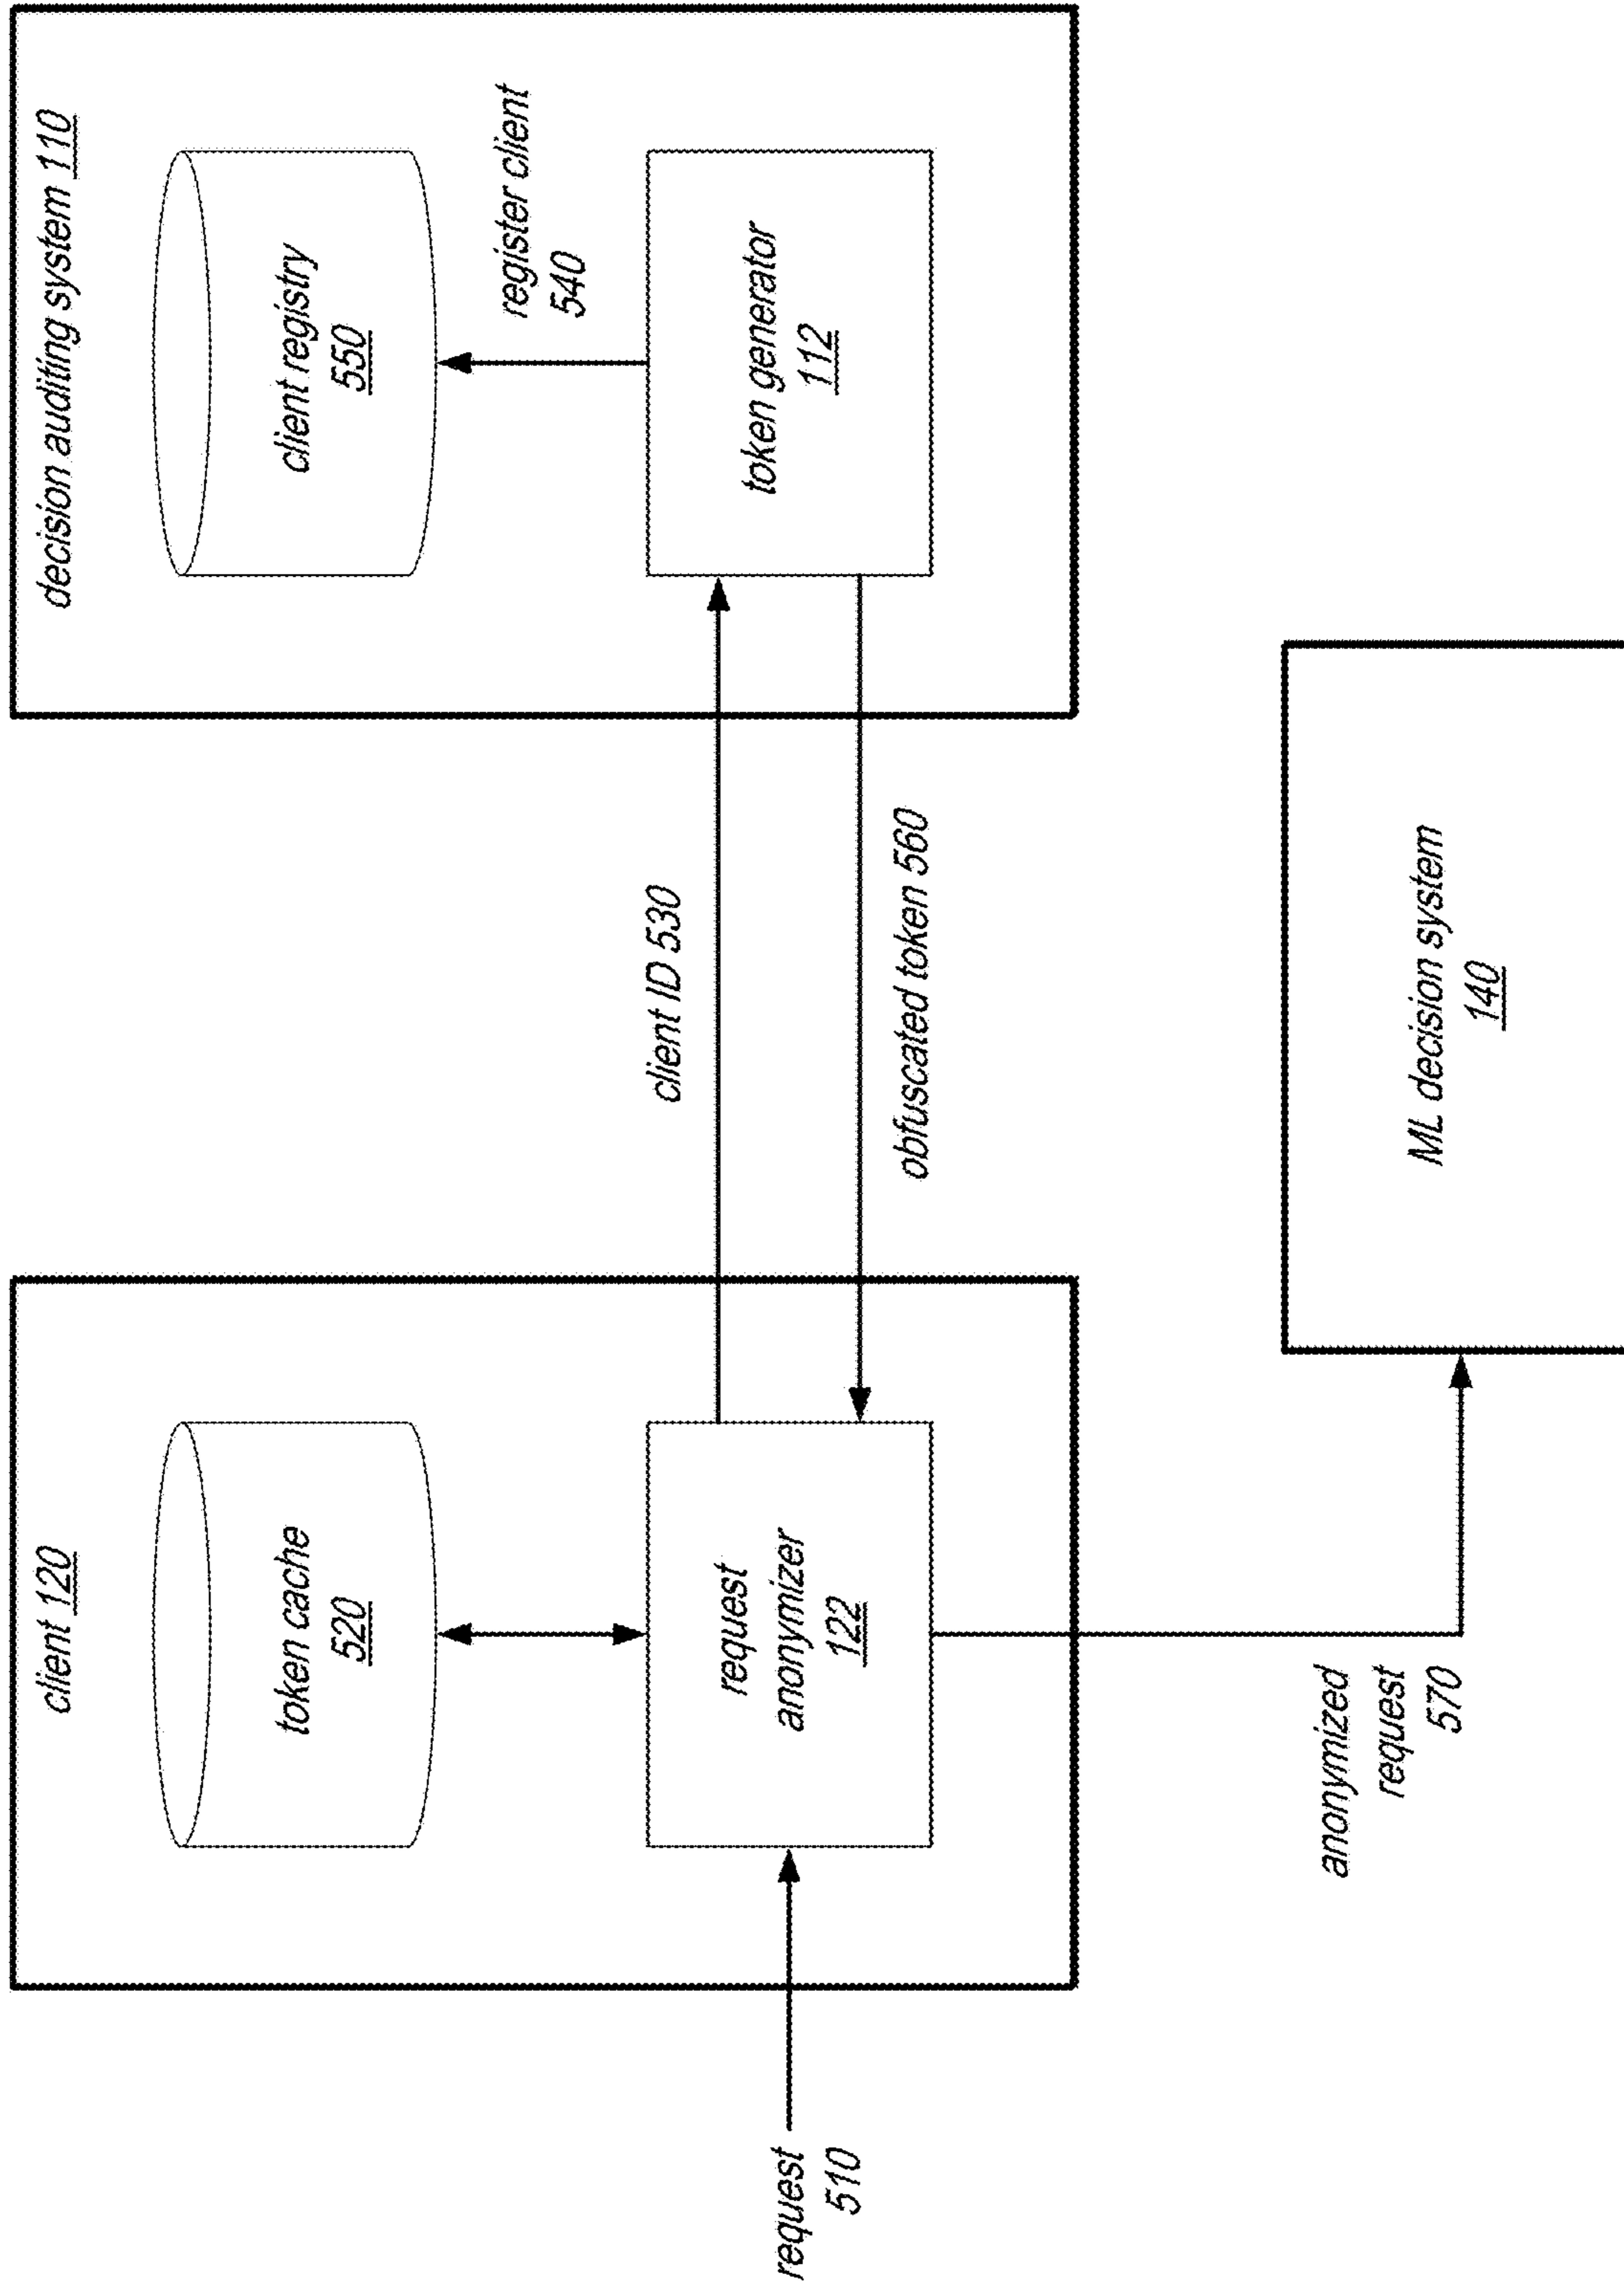 client 120
token cache
520
request
anonymizer
122
request
510
client ID 530
obfuscated token 560
decision auditing system 110
client registry
550
register client
540
token generator
112
anonymized
request
570
ML decision system
140